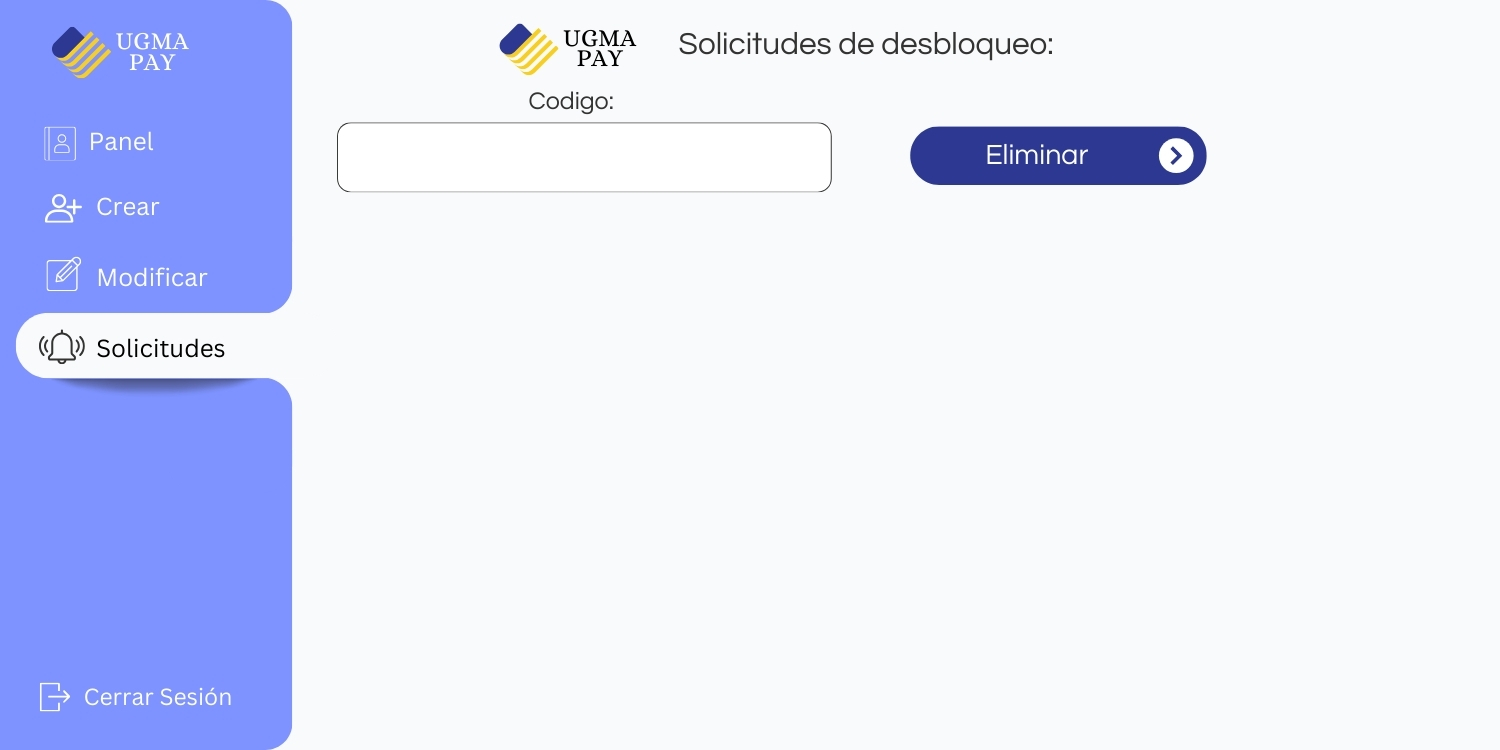 UGMA
PAY
Panel
Crear
Modificar
Solicitudes
Cerrar Sesión
UGMA
PAY
Solicitudes de desbloqueo:
Codigo:
Eliminar